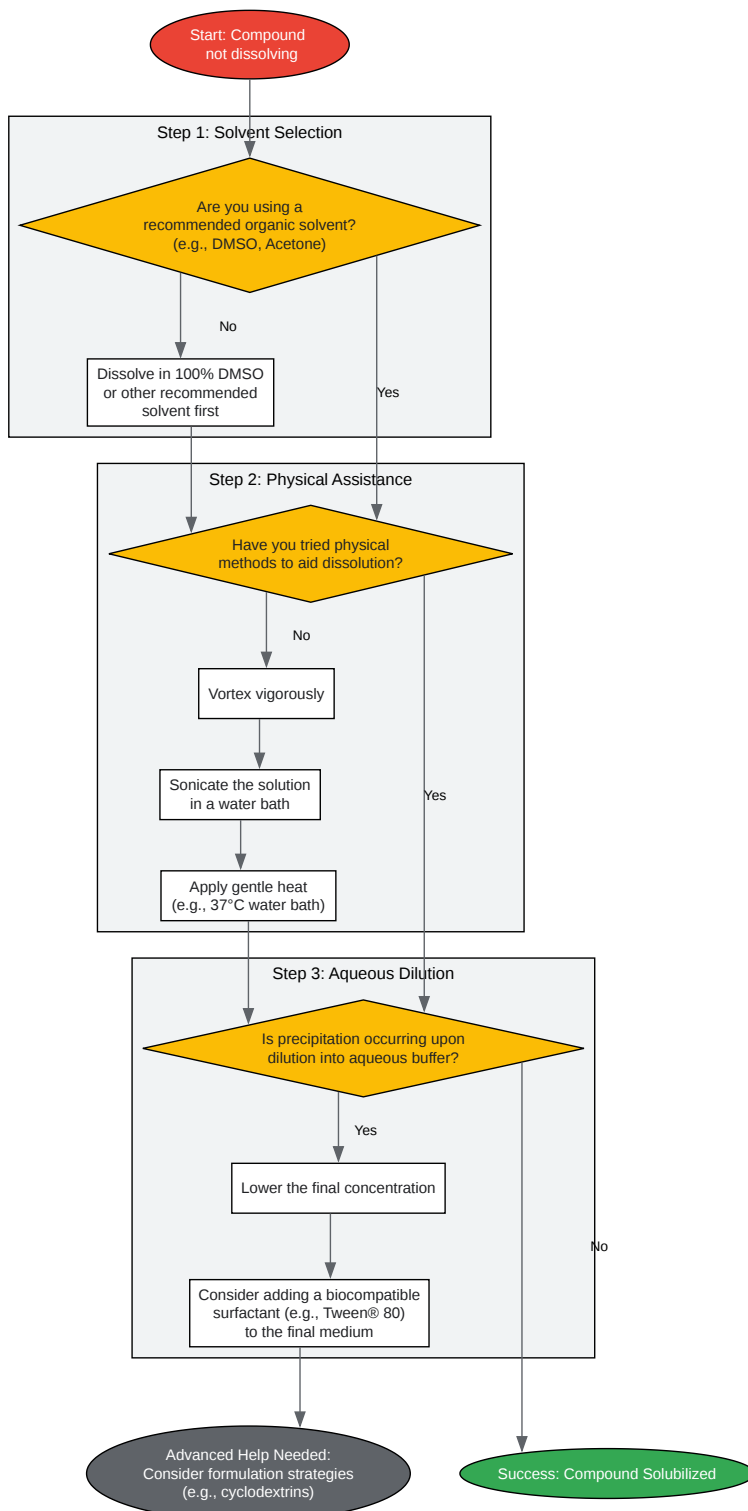 Start: Compound
not dissolving
Step 1: Solvent Selection
Are you using a
recommended organic solvent?
(e.g., DMSO, Acetone)
No
Dissolve in 100% DMSO
or other recommended
solvent first
Yes
Step 2: Physical Assistance
Have you tried physical
methods to aid dissolution?
No
Vortex vigorously
Sonicate the solution
in a water bath
Yes
Apply gentle heat
(e.g., 37°C water bath)
Step 3: Aqueous Dilution
Is precipitation occurring upon
dilution into aqueous buffer?
Yes
Lower the final concentration
No
Consider adding a biocompatible
surfactant (e.g., Tween® 80)
to the final medium
Advanced Help Needed:
Consider formulation strategies
(e.g., cyclodextrins)
Success: Compound Solubilized